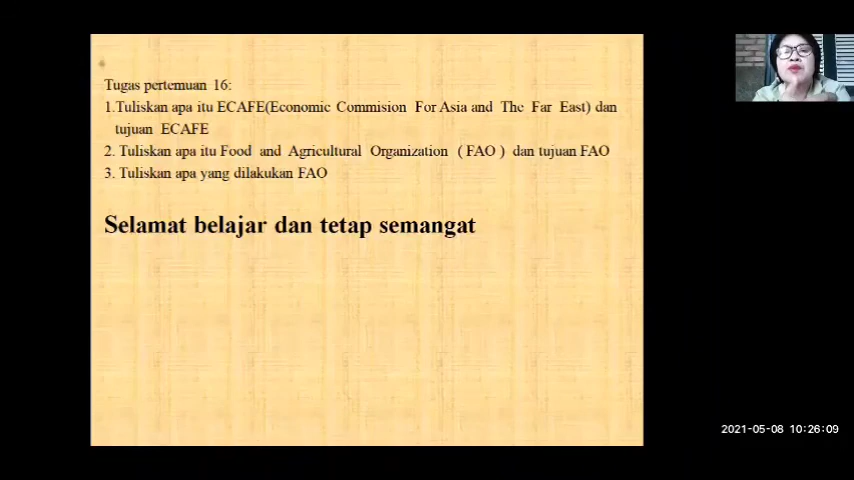 Tugas pertemuan 16:
1.Tuliskan apa itu ECAFE(Economic Commision For Asia and The Far East) dan
tujuan ECAFE
2. Tuliskan apa itu Food and Agricultural Organization ( FAO ) dan tujuan FAO
3. Tuliskan apa yang dilakukan FAO
Selamat belajar dan tetap semangat
2021-05-08 10:26:09